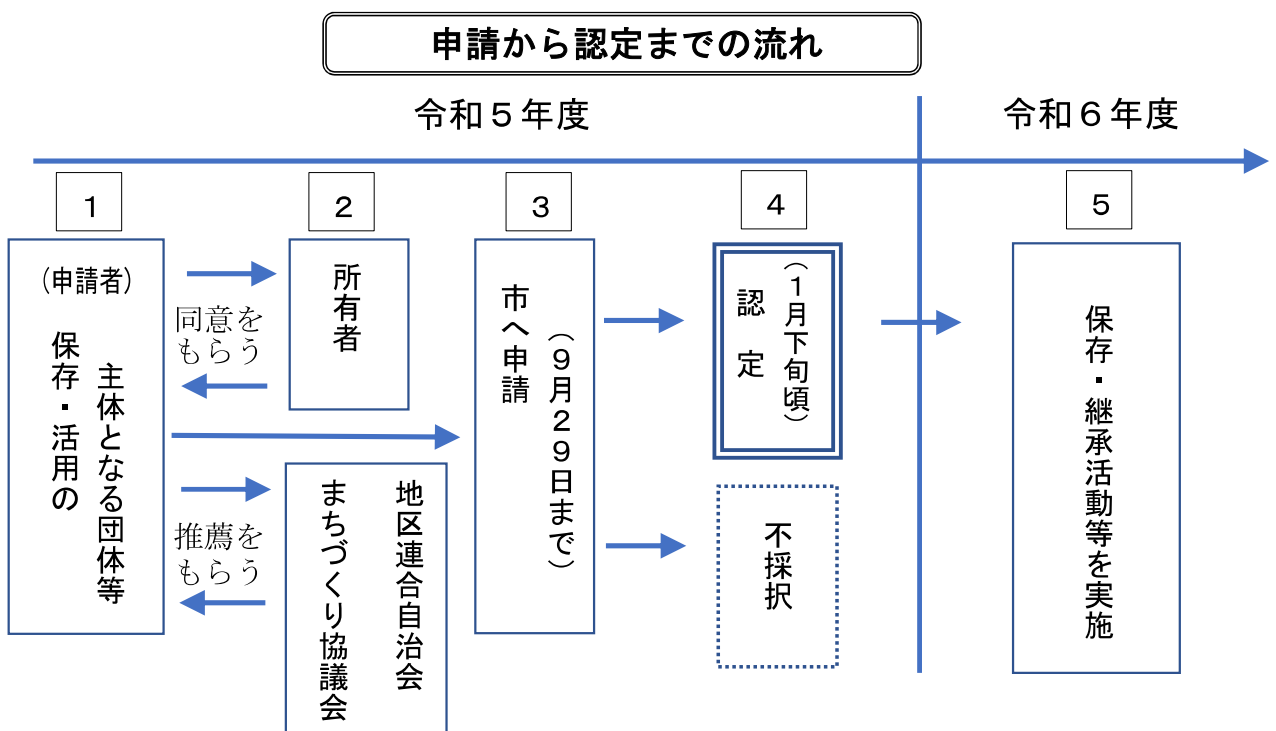 申請から認定までの流れ
令和５年度
令和６年度
１
２
３
４
５
（申請者）
保存・活用の
主体となる団体等
同意を
もらう
推薦を
もらう
所有者
地区連合自治会
まちづくり協議会
市へ申請
（９月２９日まで）
（１月下旬頃）
認定
不採択
保存・継承活動等を実施